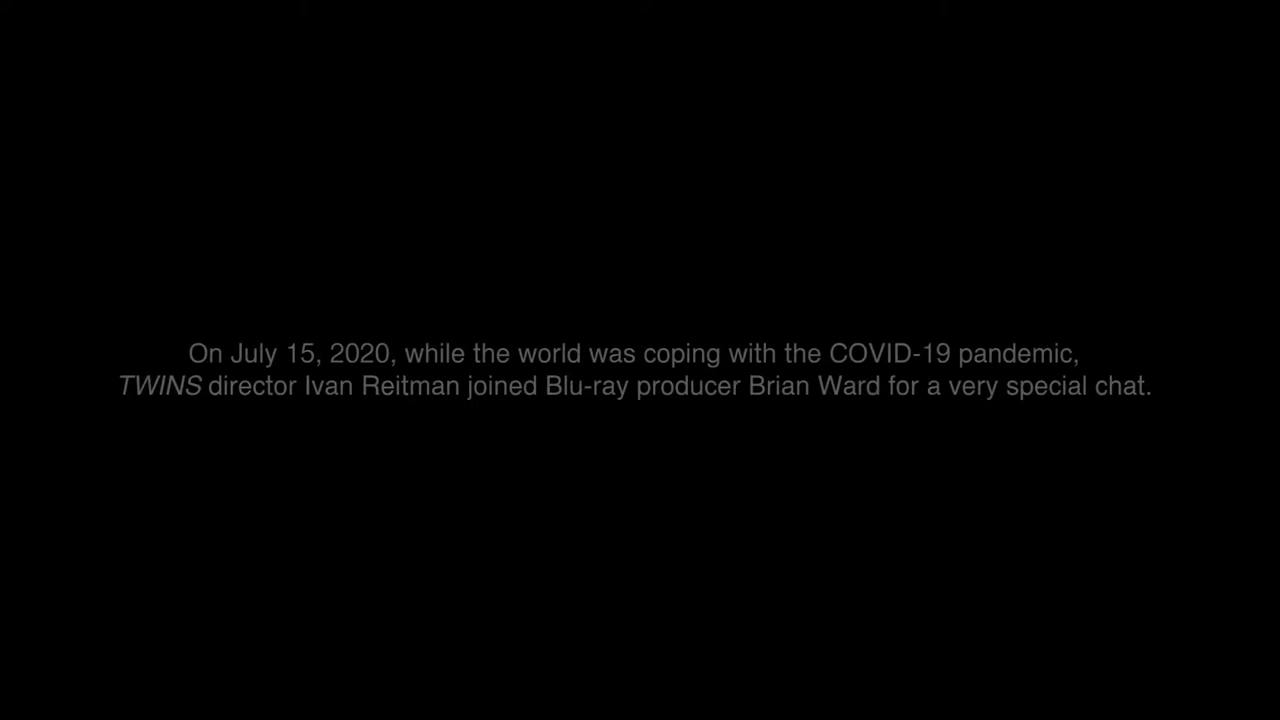 On July 15, 2020, while the world was coping with the COVID-19 pandemic,
TWINS director Ivan Reitman joined Blu-ray producer Brian Ward for a very special chat.